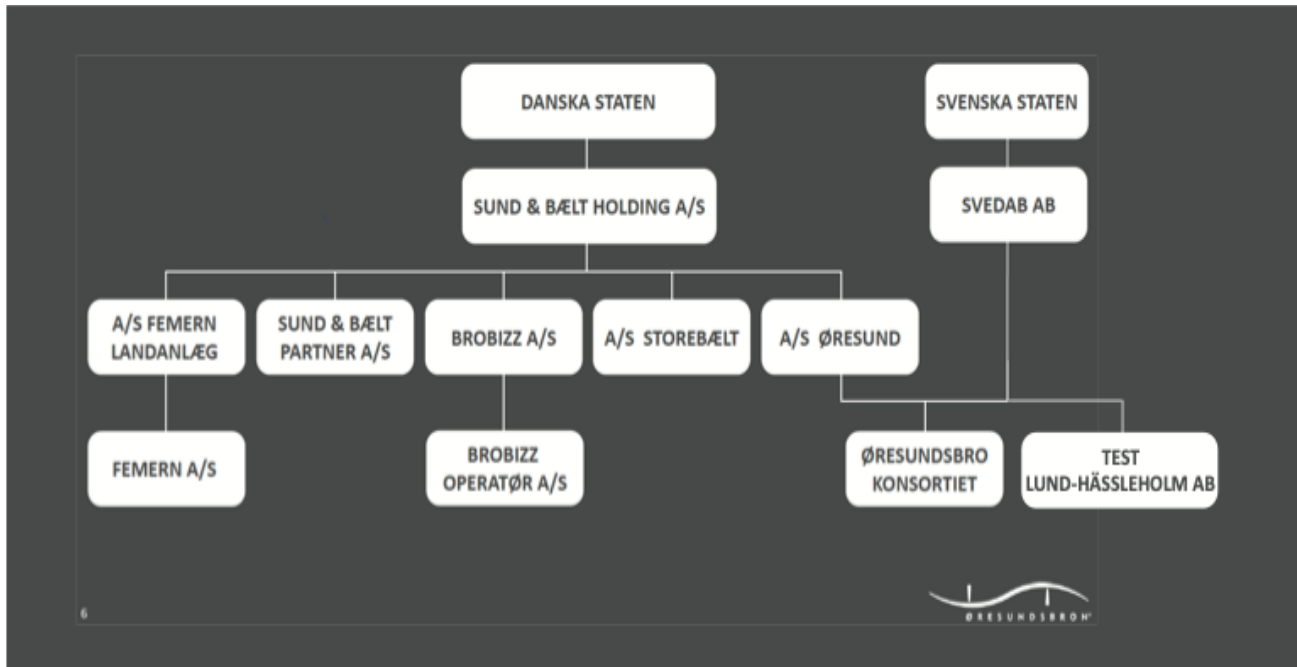 DANSKA STATEN
SVENSKA STATEN
SUND & BÆLT HOLDING A/S
SVEDAB AB
A/S FEMERN
LANDANLÆG
SUND & BÆLT
PARTNER A/S
BROBIZZ A/S
A/S STOREBÆLT
A/S ØRESUND
FEMERN A/S
BROBIZZ
OPERATØR A/S
ØRESUNDSBRO
KONSORTIET
TEST
LUND-HÄSSLEHOLM AB
6
ØRESUNDSBRON